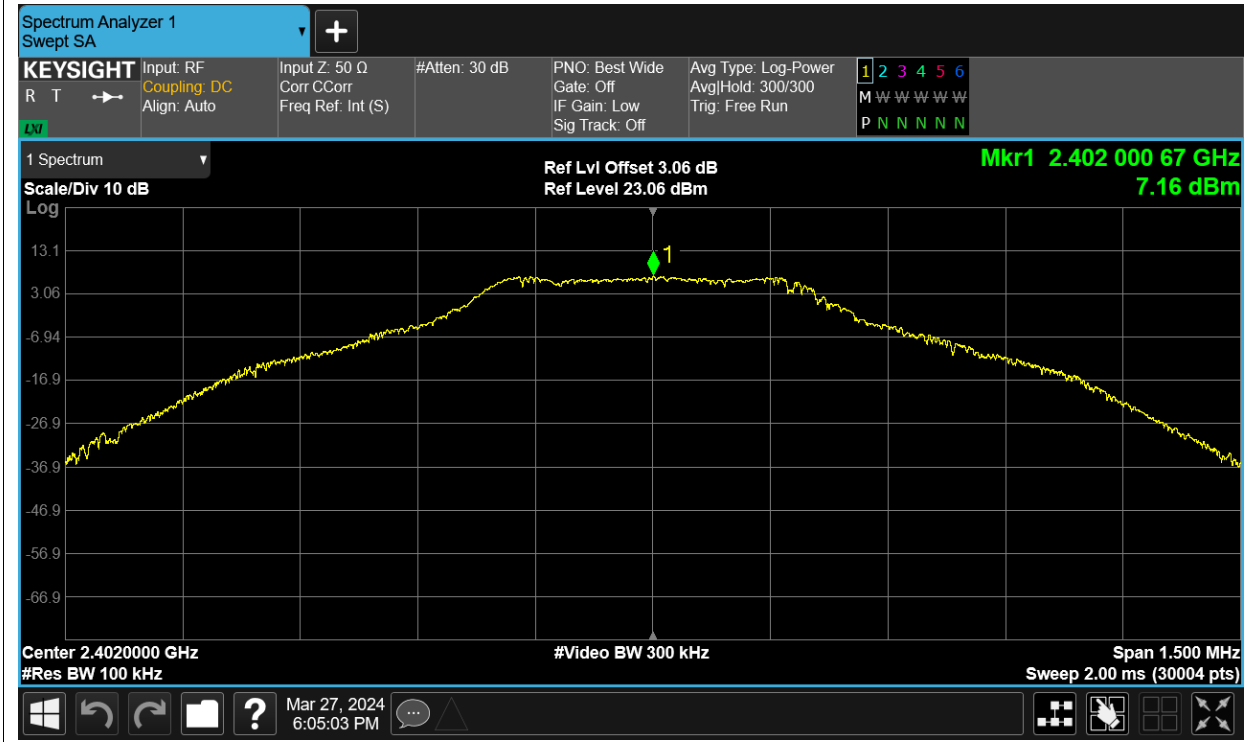 Spectrum Analyzer 1
Swept SA
KEYSIGHT
R T
LXI
Input: RF
Coupling: DC
Align: Auto
Input Z: 50 Ω
Corr CCorr
Freq Ref: Int (S)
#Atten: 30 dB
PNO: Best Wide
Gate: Off
IF Gain: Low
Sig Track: Off
Avg Type: Log-Power
Avg|Hold: 300/300
Trig: Free Run
1 2 3 4 5 6
M W W W W W W
P N N N N N N
1 Spectrum
Scale/Div 10 dB
Log
Ref Lvl Offset 3.06 dB
Ref Level 23.06 dBm
Mkr1 2.402 000 67 GHz
7.16 dBm
1
13.1
3.06
-6.94
-16.9
-26.9
-36.9
-46.9
-56.9
-66.9
Center 2.4020000 GHz
#Res BW 100 kHz
#Video BW 300 kHz
Span 1.500 MHz
Sweep 2.00 ms (30004 pts)
?
Mar 27, 2024
6:05:03 PM